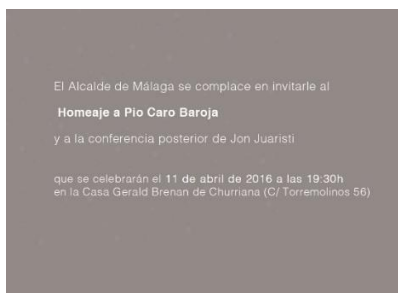 El Alcalde de Málaga se complace en invitarle al
Homeaje a Pio Caro Baroja
y a la conferencia posterior de Jon Juaristi
que se celebrarán el 11 de abril de 2016 a las 19:30h
en la Casa Gerald Brenan de Churriana (C/ Torremolinos 56)